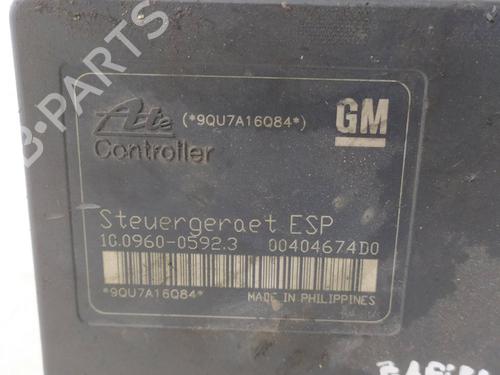 B-PARTS
Ate (*9QU7A16Q84*) GM
Controller
Steuergeraet ESP
10.0960-0592.3 00404674D0
*9QU7A16Q84* MADE IN PHILIPPINES